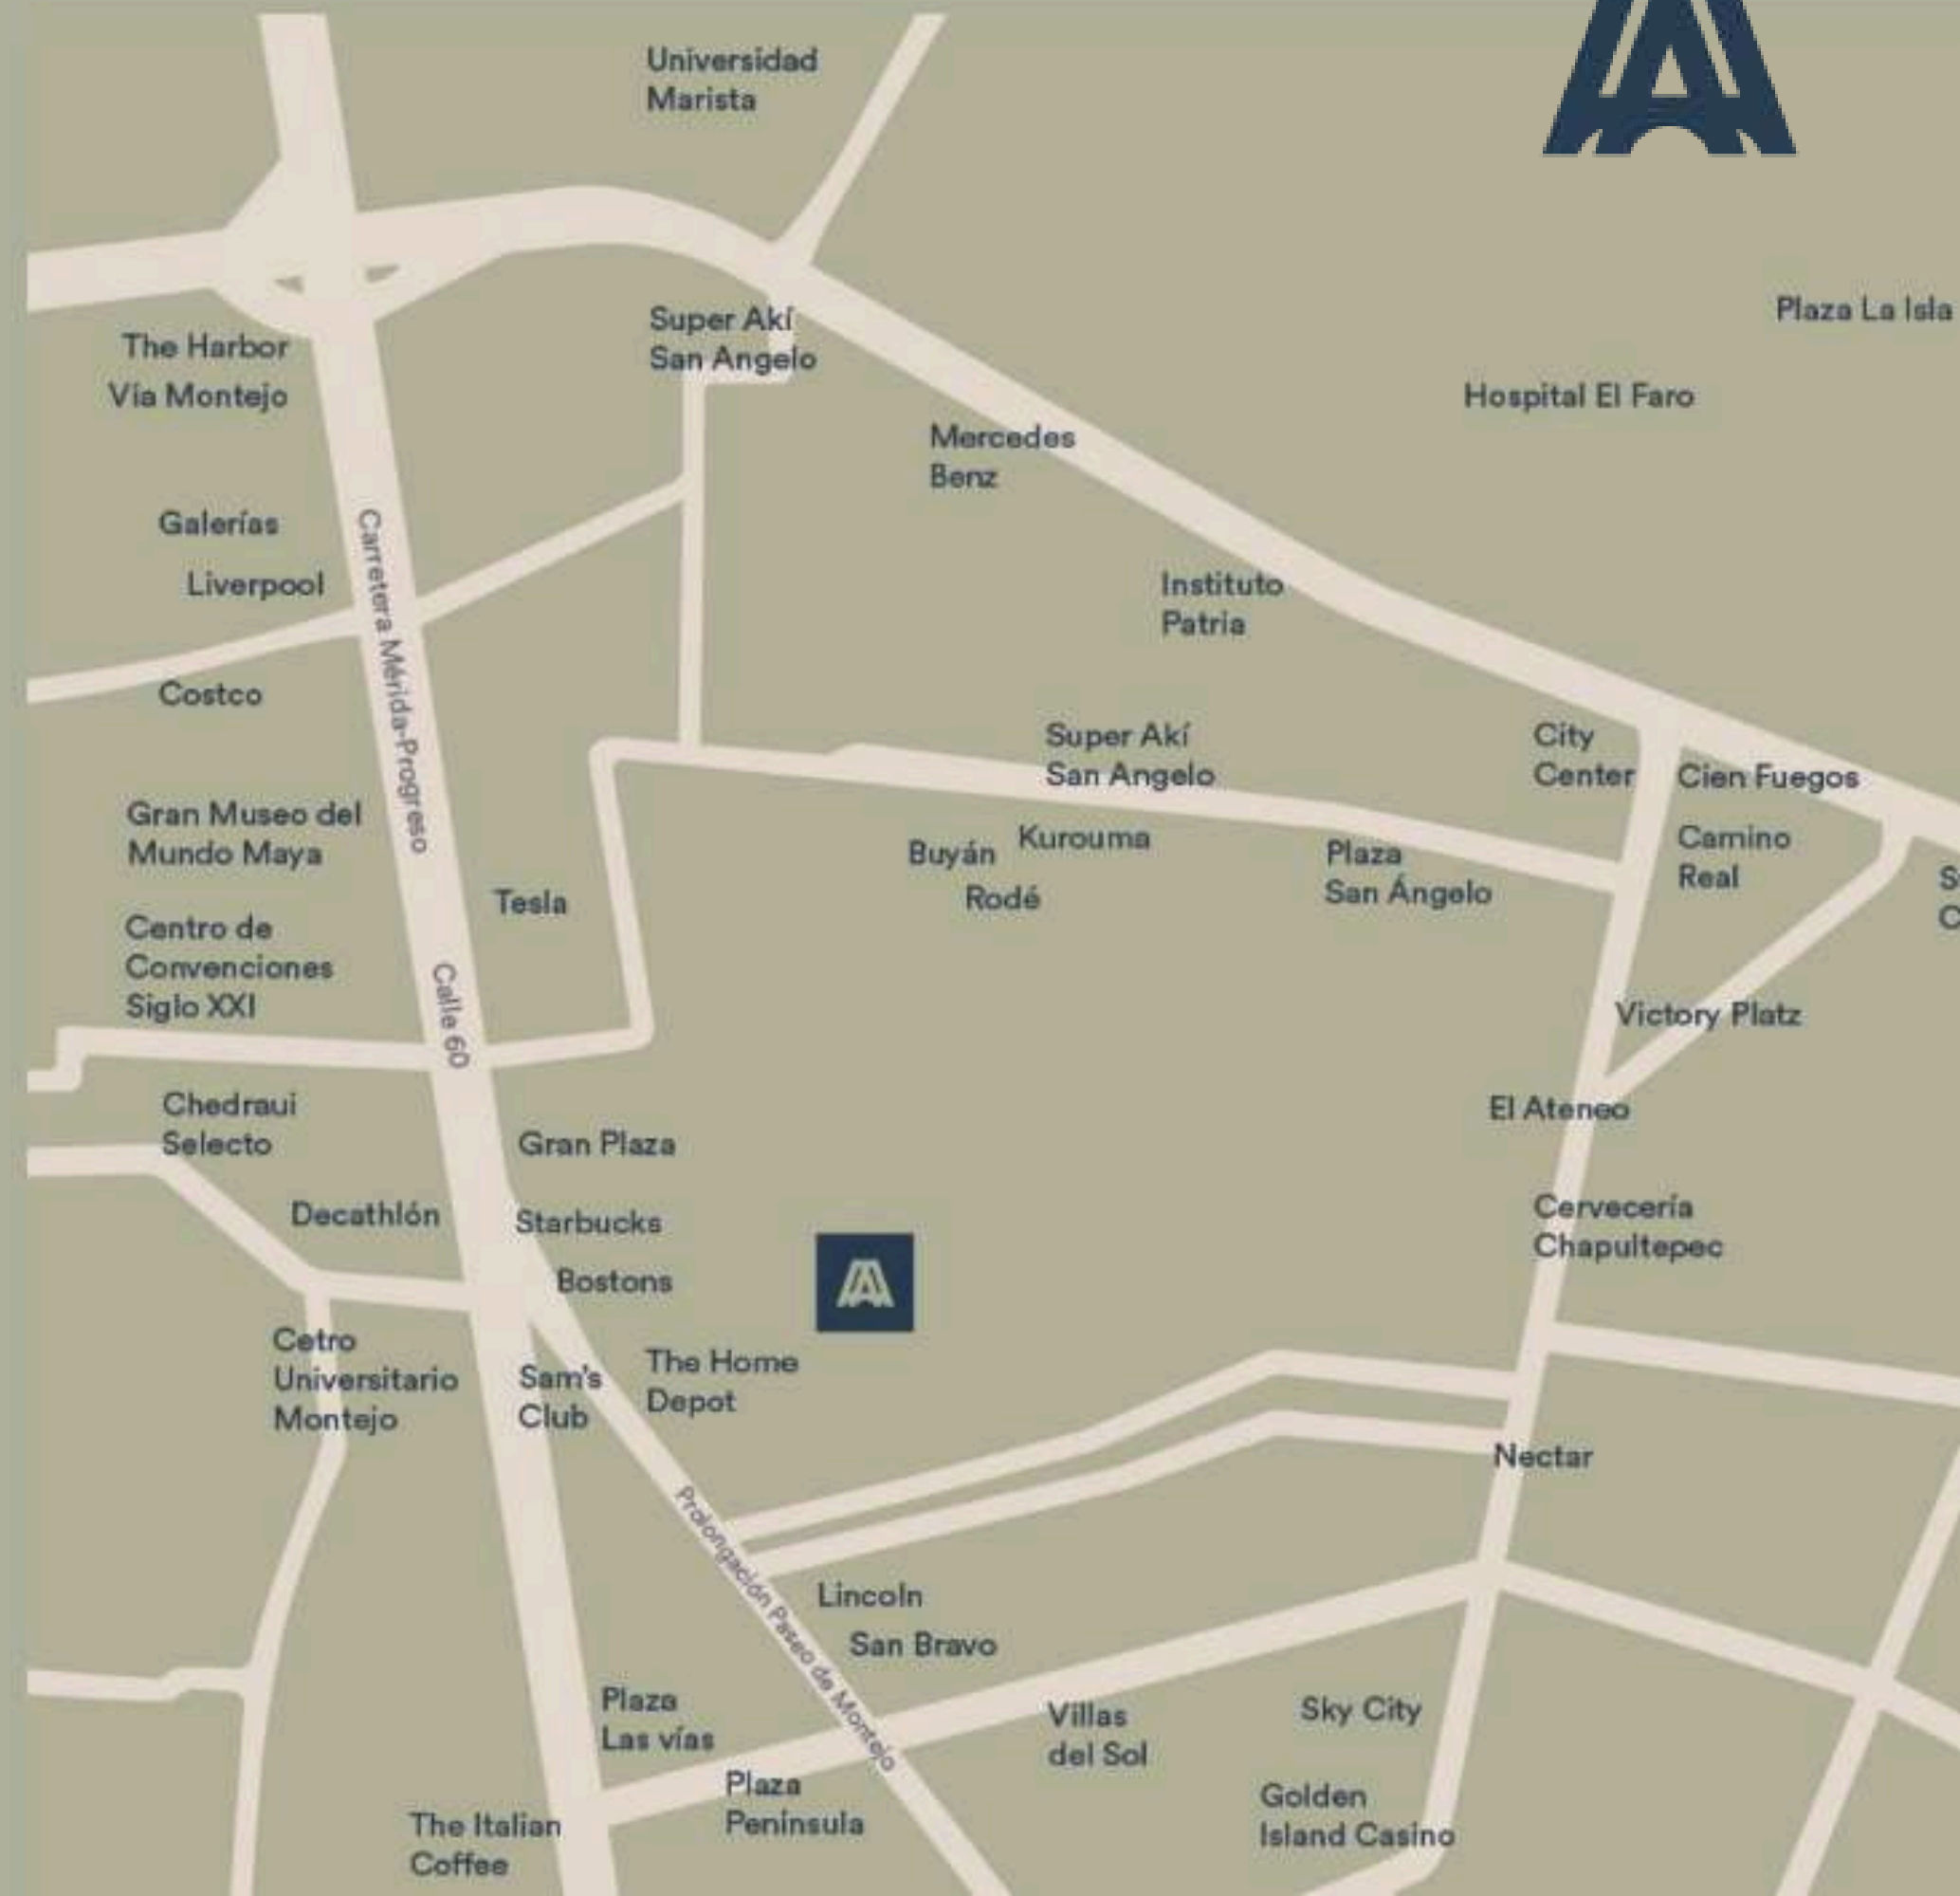 Universidad
Marista
Plaza La Isla
Super Akí
San Angelo
The Harbor
Vía Montejo
Hospital El Faro
Mercedes
Benz
Galerías
Liverpool
Instituto
Patria
Carretera Mérida-Progreso
Costco
Super Akí
San Angelo
City
Center
Cien Fuegos
Gran Museo del
Mundo Maya
Buyán
Kurouma
Rodé
Plaza
San Ángelo
Camino
Real
Tesla
Centro de
Convenciones
Siglo XXI
Calle 60
Victory Platz
Chedraui
Selecto
Gran Plaza
El Ateneo
Decathlón
Starbucks
Cervecería
Chapultepec
Bostons
Cetro
Universitario
Montejo
Sam's
Club
The Home
Depot
Nectar
Prolongación Paseo de Montejo
Lincoln
San Bravo
Plaza
Las vías
Villas
del Sol
Sky City
Plaza
Península
Golden
Island Casino
The Italian
Coffee